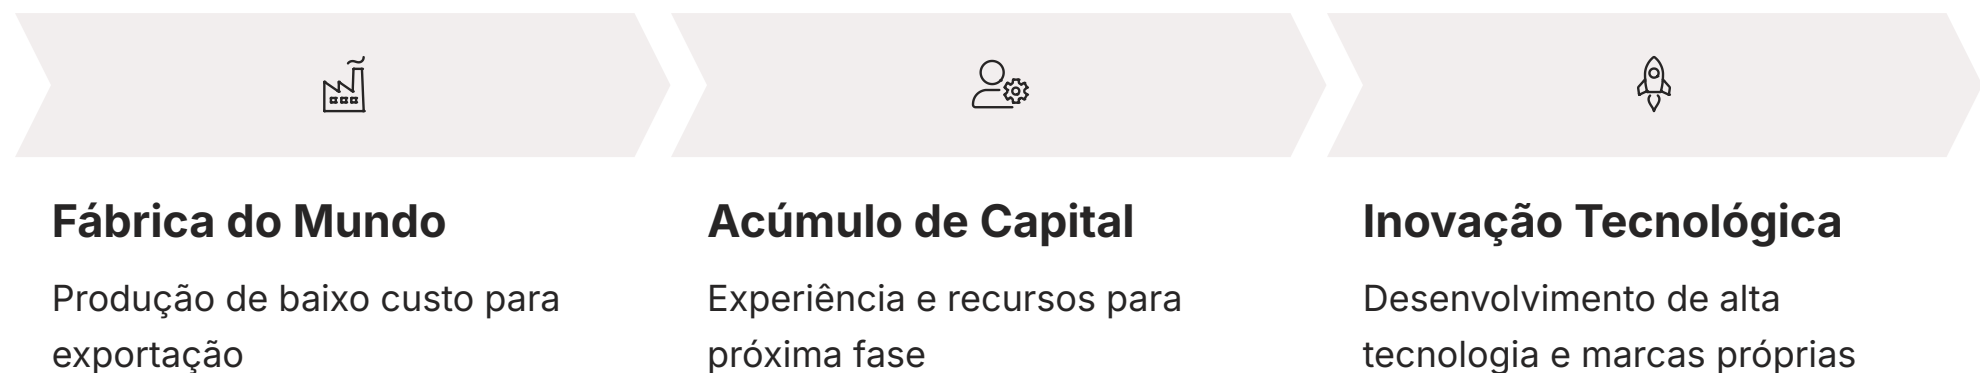 Fábrica do Mundo
Produção de baixo custo para
exportação
Acúmulo de Capital
Experiência e recursos para
próxima fase
Inovação Tecnológica
Desenvolvimento de alta
tecnologia e marcas próprias